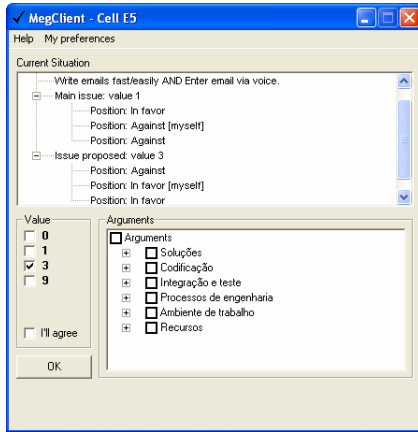 MegClient - Cell E5
Help My preferences
Current Situation
Write emails fast/easily AND Enter email via voice.
Main issue: value 1
Position: In favor
Position: Against [myself]
Position: Against
Issue proposed: value 3
Position: Against
Position: In favor [myself]
Position: In favor
Value
0
1
3
9
I'll agree
OK
Arguments
Arguments
Soluções
Codificação
Integração e teste
Processos de engenharia
Ambiente de trabalho
Recursos